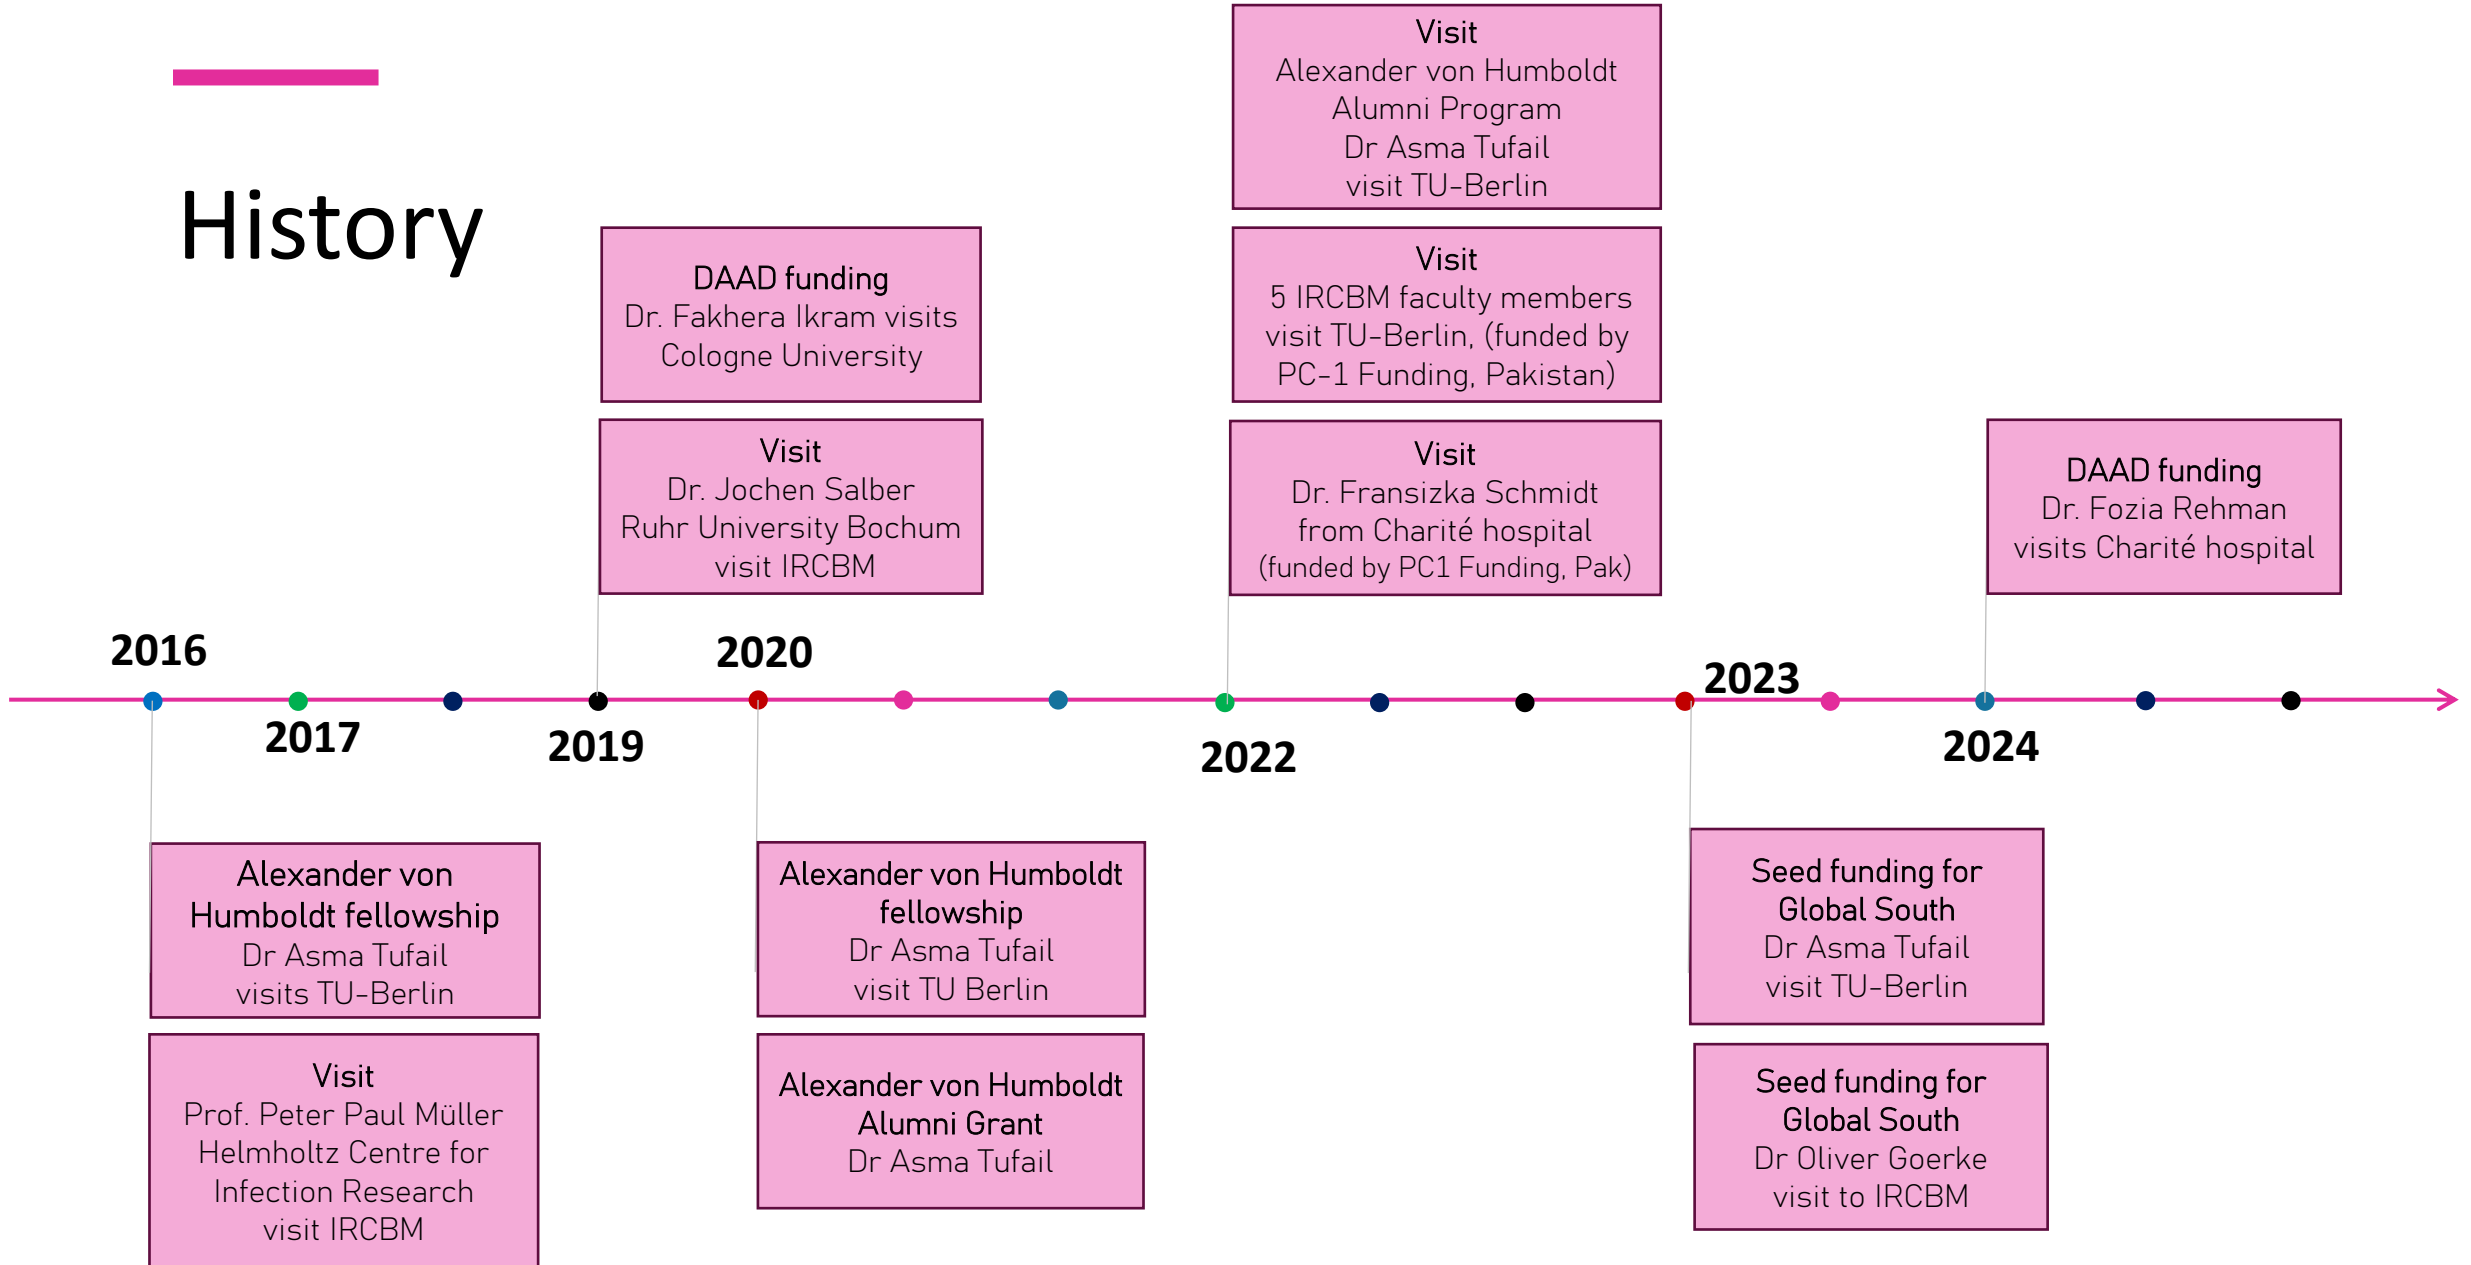 History
Visit
Alexander von Humboldt
Alumni Program
Dr Asma Tufail
visit TU-Berlin
DAAD funding
Dr. Fakhera Ikram visits
Cologne University
Visit
5 IRCBM faculty members
visit TU-Berlin, (funded by
PC-1 Funding, Pakistan)
Visit
Dr. Jochen Salber
Ruhr University Bochum
visit IRCBM
Visit
Dr. Fransizka Schmidt
from Charité hospital
(funded by PC1 Funding, Pak)
DAAD funding
Dr. Fozia Rehman
visits Charité hospital
2016
2017
2019
2020
2022
2023
2024
Alexander von
Humboldt fellowship
Dr Asma Tufail
visits TU-Berlin
Visit
Prof. Peter Paul Müller
Helmholtz Centre for
Infection Research
visit IRCBM
Alexander von Humboldt
fellowship
Dr Asma Tufail
visit TU Berlin
Alexander von Humboldt
Alumni Grant
Dr Asma Tufail
Seed funding for
Global South
Dr Asma Tufail
visit TU-Berlin
Seed funding for
Global South
Dr Oliver Goerke
visit to IRCBM